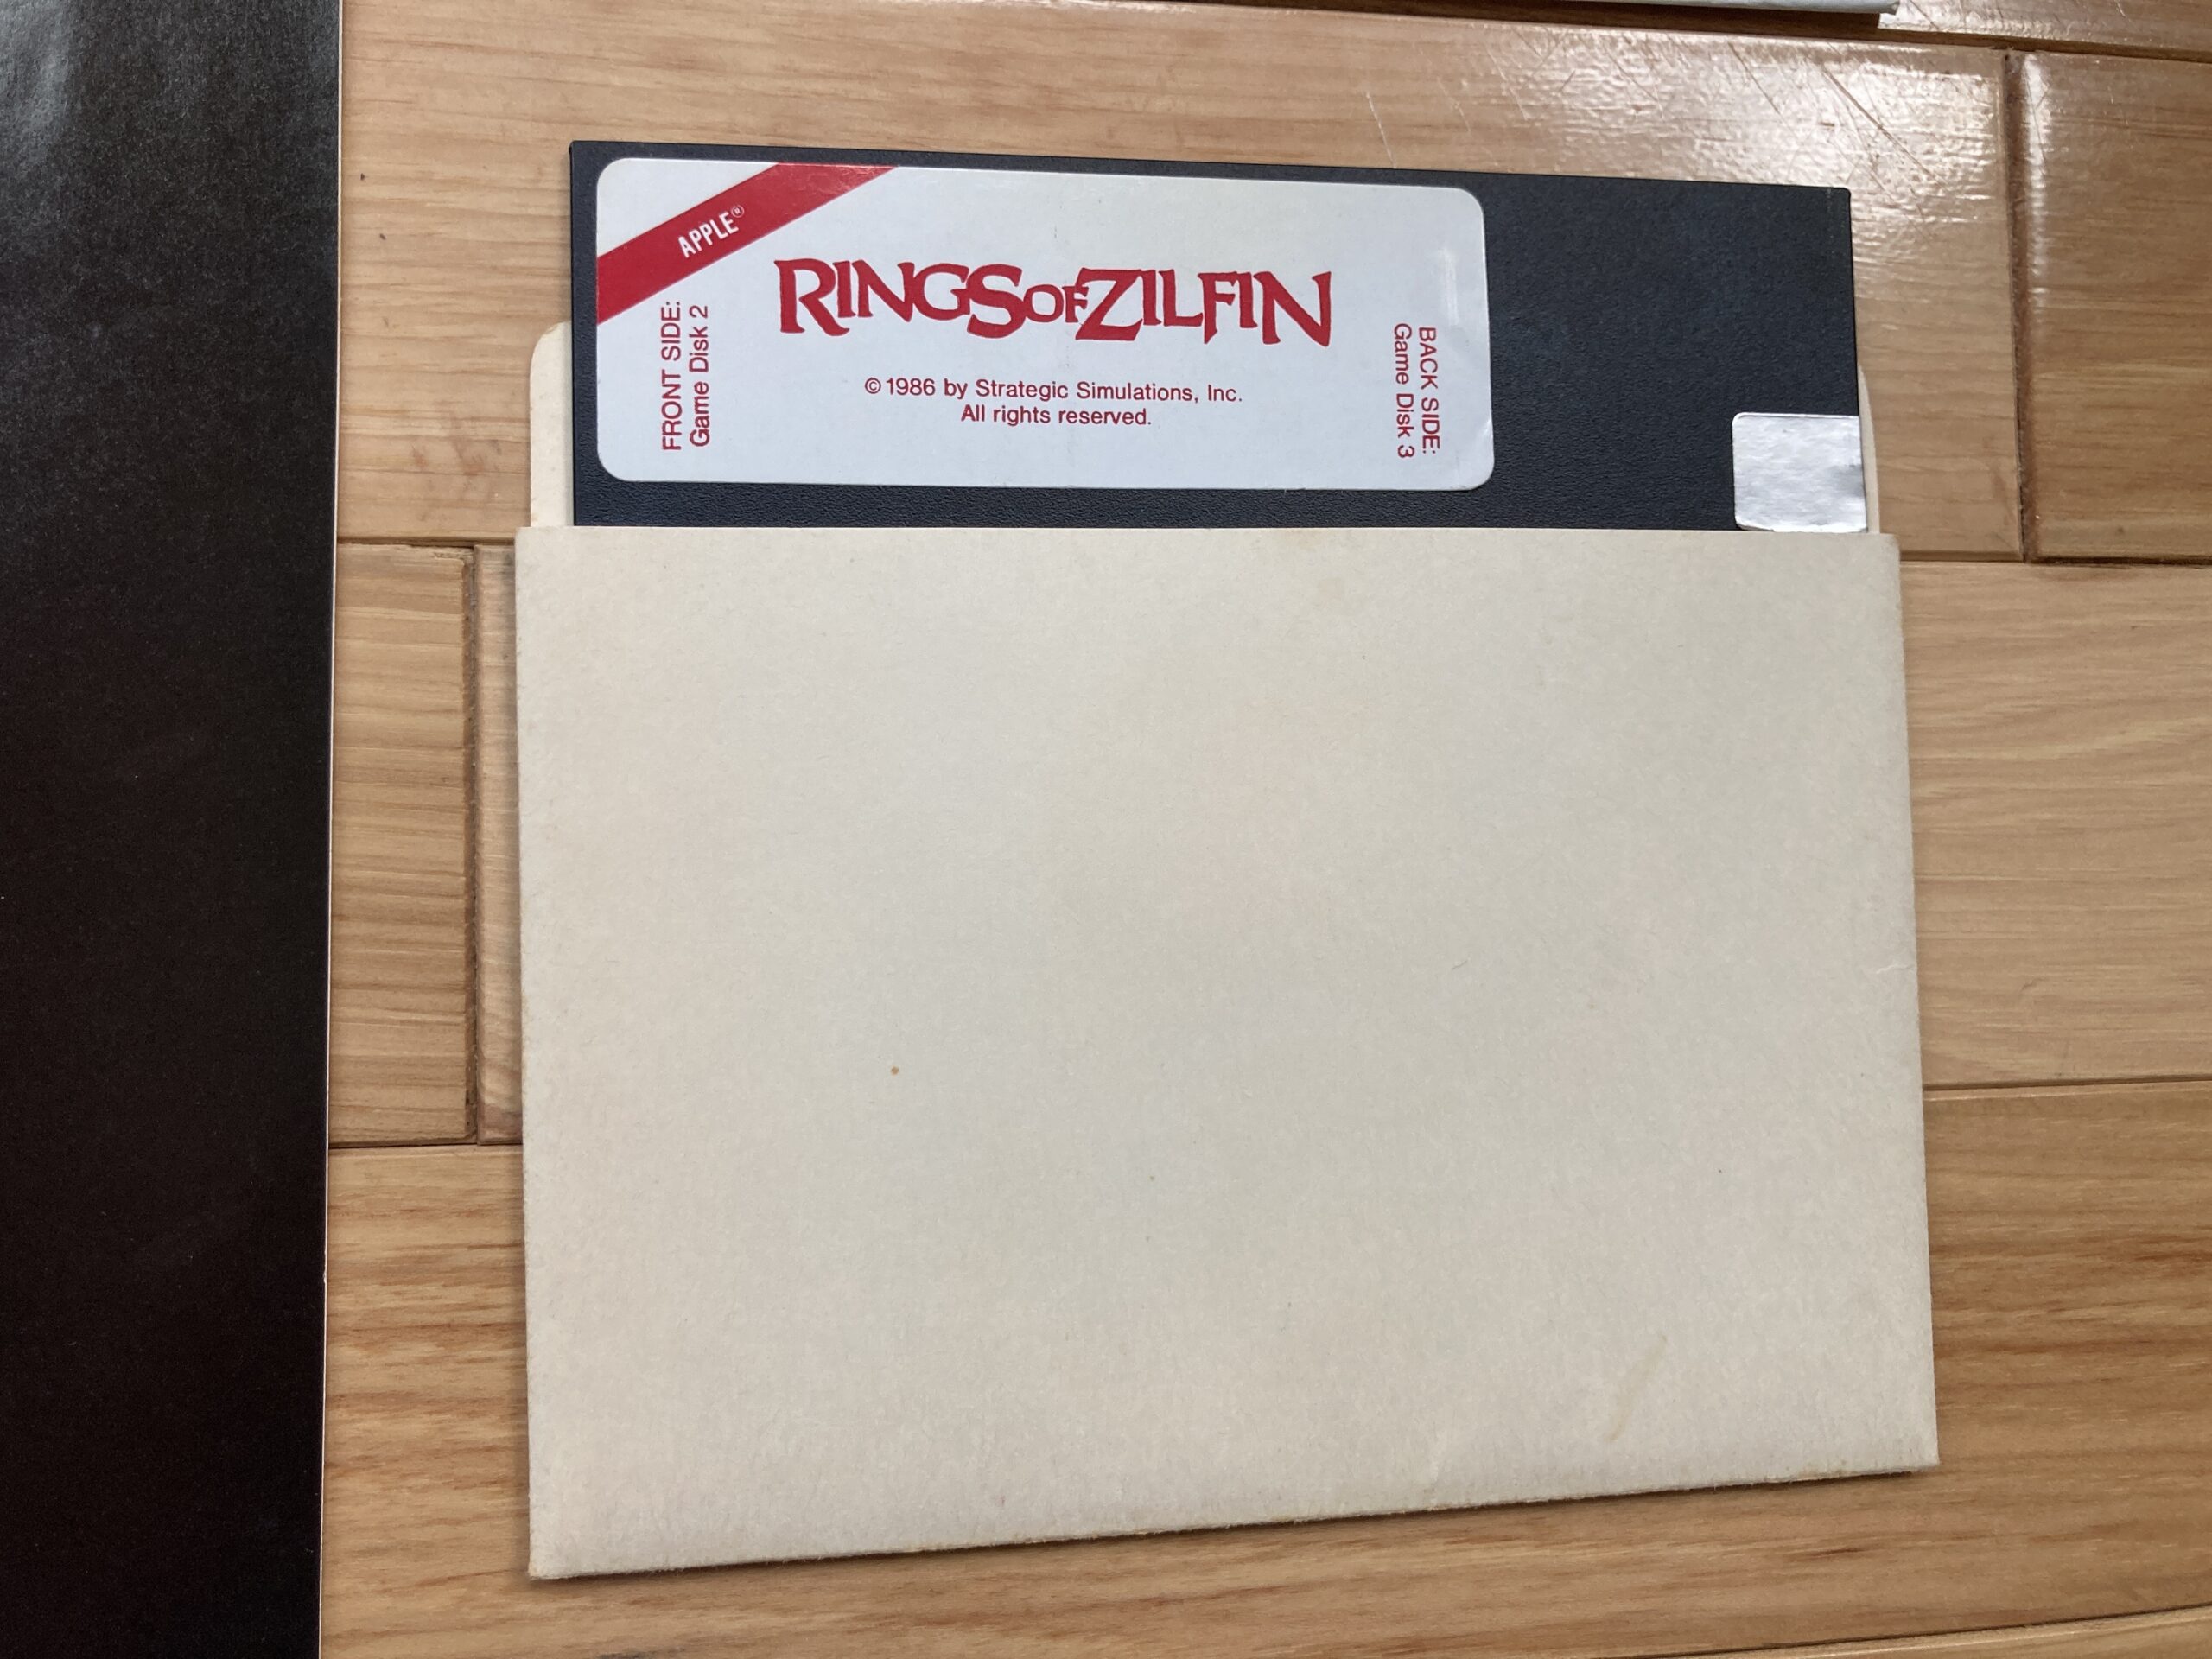 APPLE®
RINGS OF ZILFIN
© 1986 by Strategic Simulations, Inc.
All rights reserved.
FRONT SIDE:
Game Disk 2
BACK SIDE:
Game Disk 3